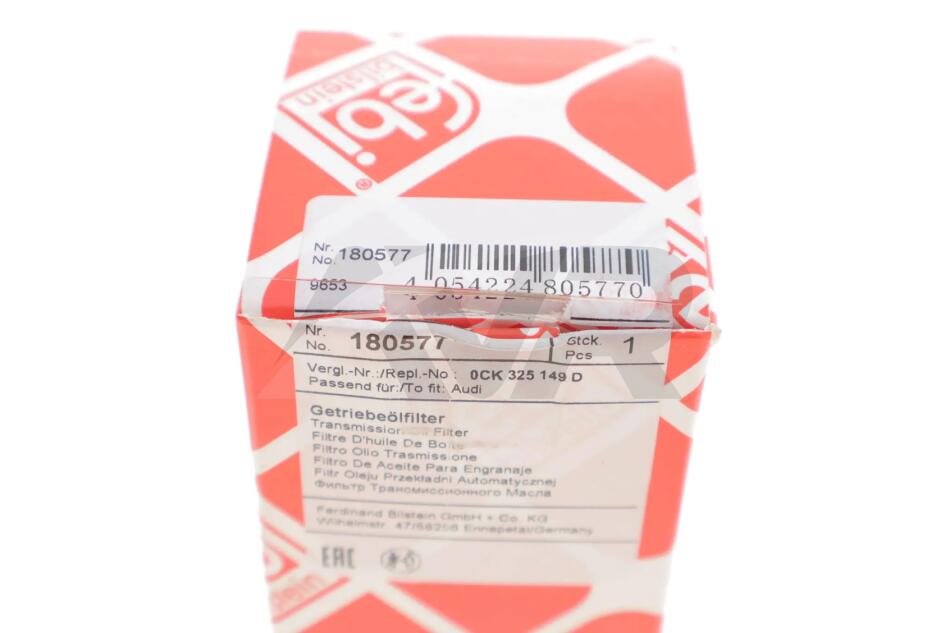 febi
bilstein
®
Nr.
No. 180577
9653
4 054224 805770
Nr.
No. 180577
Stck.
Pcs 1
Vergl.-Nr.:/Repl.-No : 0CK 325 149 D
Passend für:/To fit: Audi
Getriebeölfilter
Filter
Filtre D'huile De
Filtro Olio Trasmissione
Filtro De Aceite Para Engranaje
Filtr Oleju Przekładni Automatycznej
Фильтр Трансмиссионного Масла
Ferdinand Bilstein GmbH + Co. KG
Wilhelmstr. 47/58256 Ennepetal/Germany
EAC